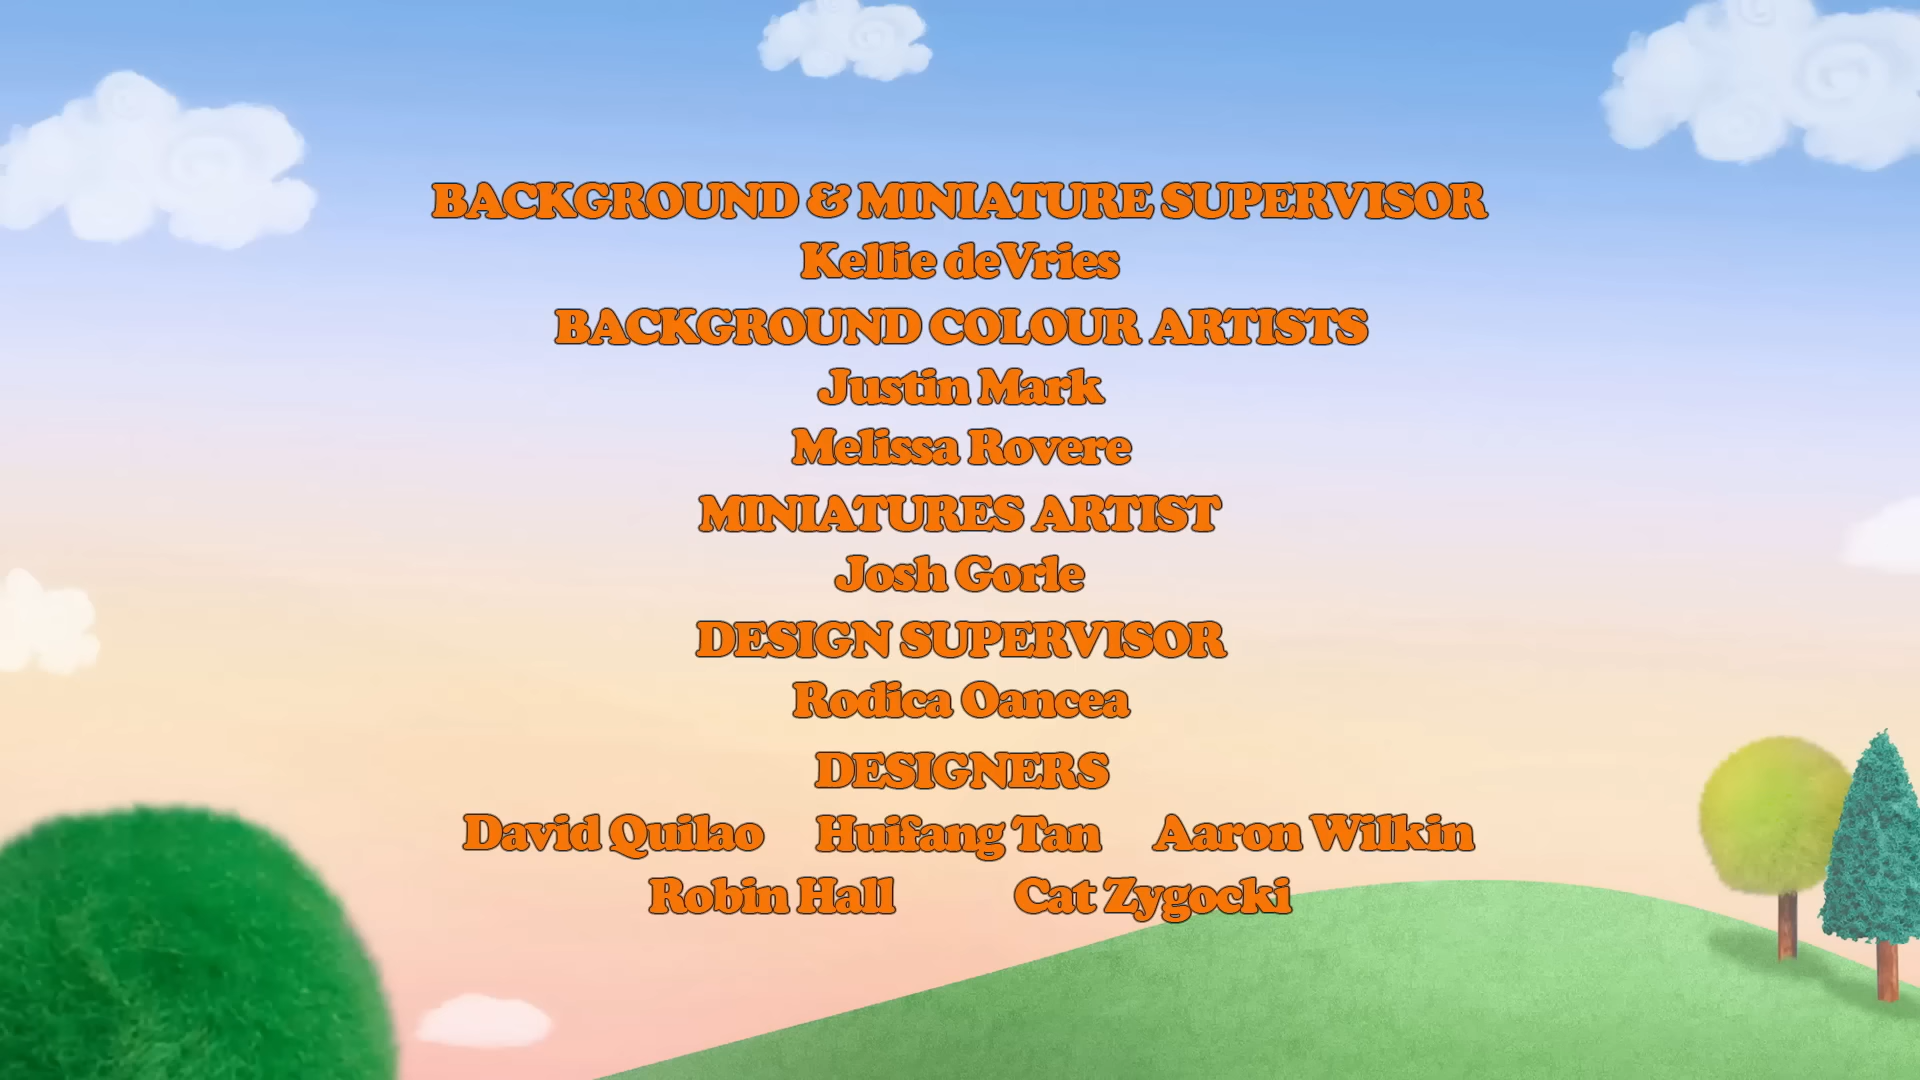 BACKGROUND & MINIATURE SUPERVISOR
Kellie deVries
BACKGROUND COLOUR ARTISTS
Justin Mark
Melissa Rovere
MINIATURES ARTIST
Josh Gorle
DESIGN SUPERVISOR
Rodica Oancea
DESIGNERS
David Quilao Huifang Tan Aaron Wilkin
Robin Hall Cat Zygocki